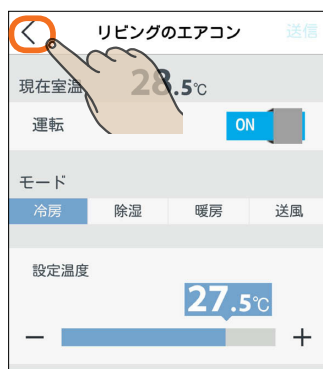 リビングのエアコン 送信
現在室温 28.5℃
運転 ON
モード
冷房 除湿 暖房 送風
設定温度
27.5℃
− +